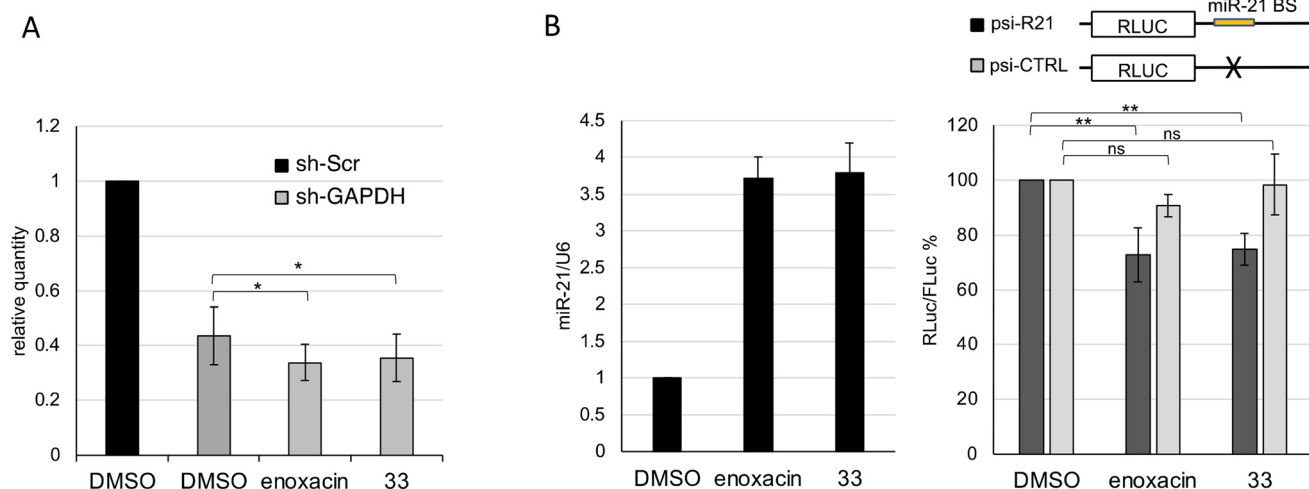 A
B
miR-21 BS
psi-R21
RLUC
psi-CTRL
RLUC
X
1.2
1
0.8
0.6
0.4
0.2
0
relative quantity
sh-Scr
sh-GAPDH
*
*
DMSO DMSO enoxacin 33
4.5
4
3.5
3
2.5
2
1.5
1
0.5
0
miR-21/U6
DMSO enoxacin 33
120
100
80
60
40
20
0
RLuc/FLuc %
**
**
ns
ns
DMSO enoxacin 33